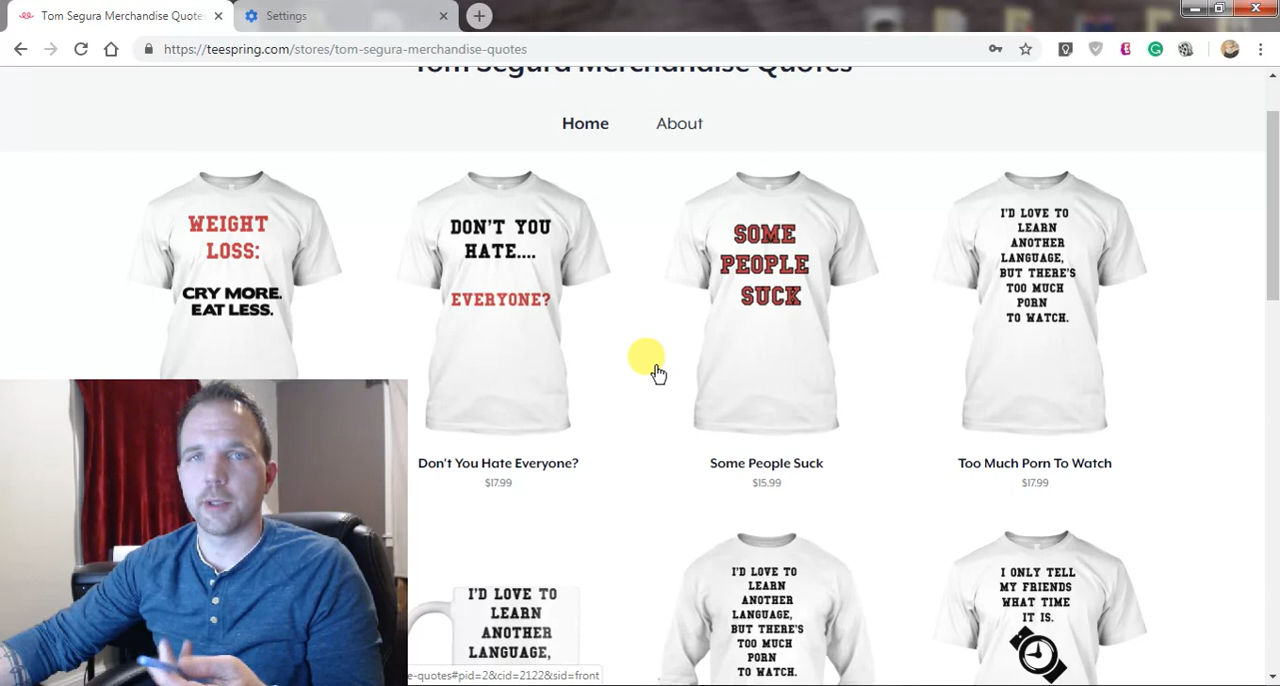 Tom Segura Merchandise Quotes
Settings
https://teespring.com/stores/tom-segura-merchandise-quotes
Tom Segura Merchandise Quotes
Home
About
WEIGHT
LOSS:
CRY MORE.
EAT LESS.
DON'T YOU
HATE....
EVERYONE?
SOME
PEOPLE
SUCK
I'D LOVE TO
LEARN
ANOTHER
LANGUAGE,
BUT THERE'S
TOO MUCH
PORN
TO WATCH.
Don't You Hate Everyone?
$17.99
Some People Suck
$15.99
Too Much Porn To Watch
$17.99
I'D LOVE TO
LEARN
ANOTHER
LANGUAGE,
I'D LOVE TO
LEARN
ANOTHER
LANGUAGE,
BUT THERE'S
TOO MUCH
PORN
TO WATCH.
I ONLY TELL
MY FRIENDS
WHAT TIME
IT IS.
e-quotes#pid=2&cid=2122&sid=front